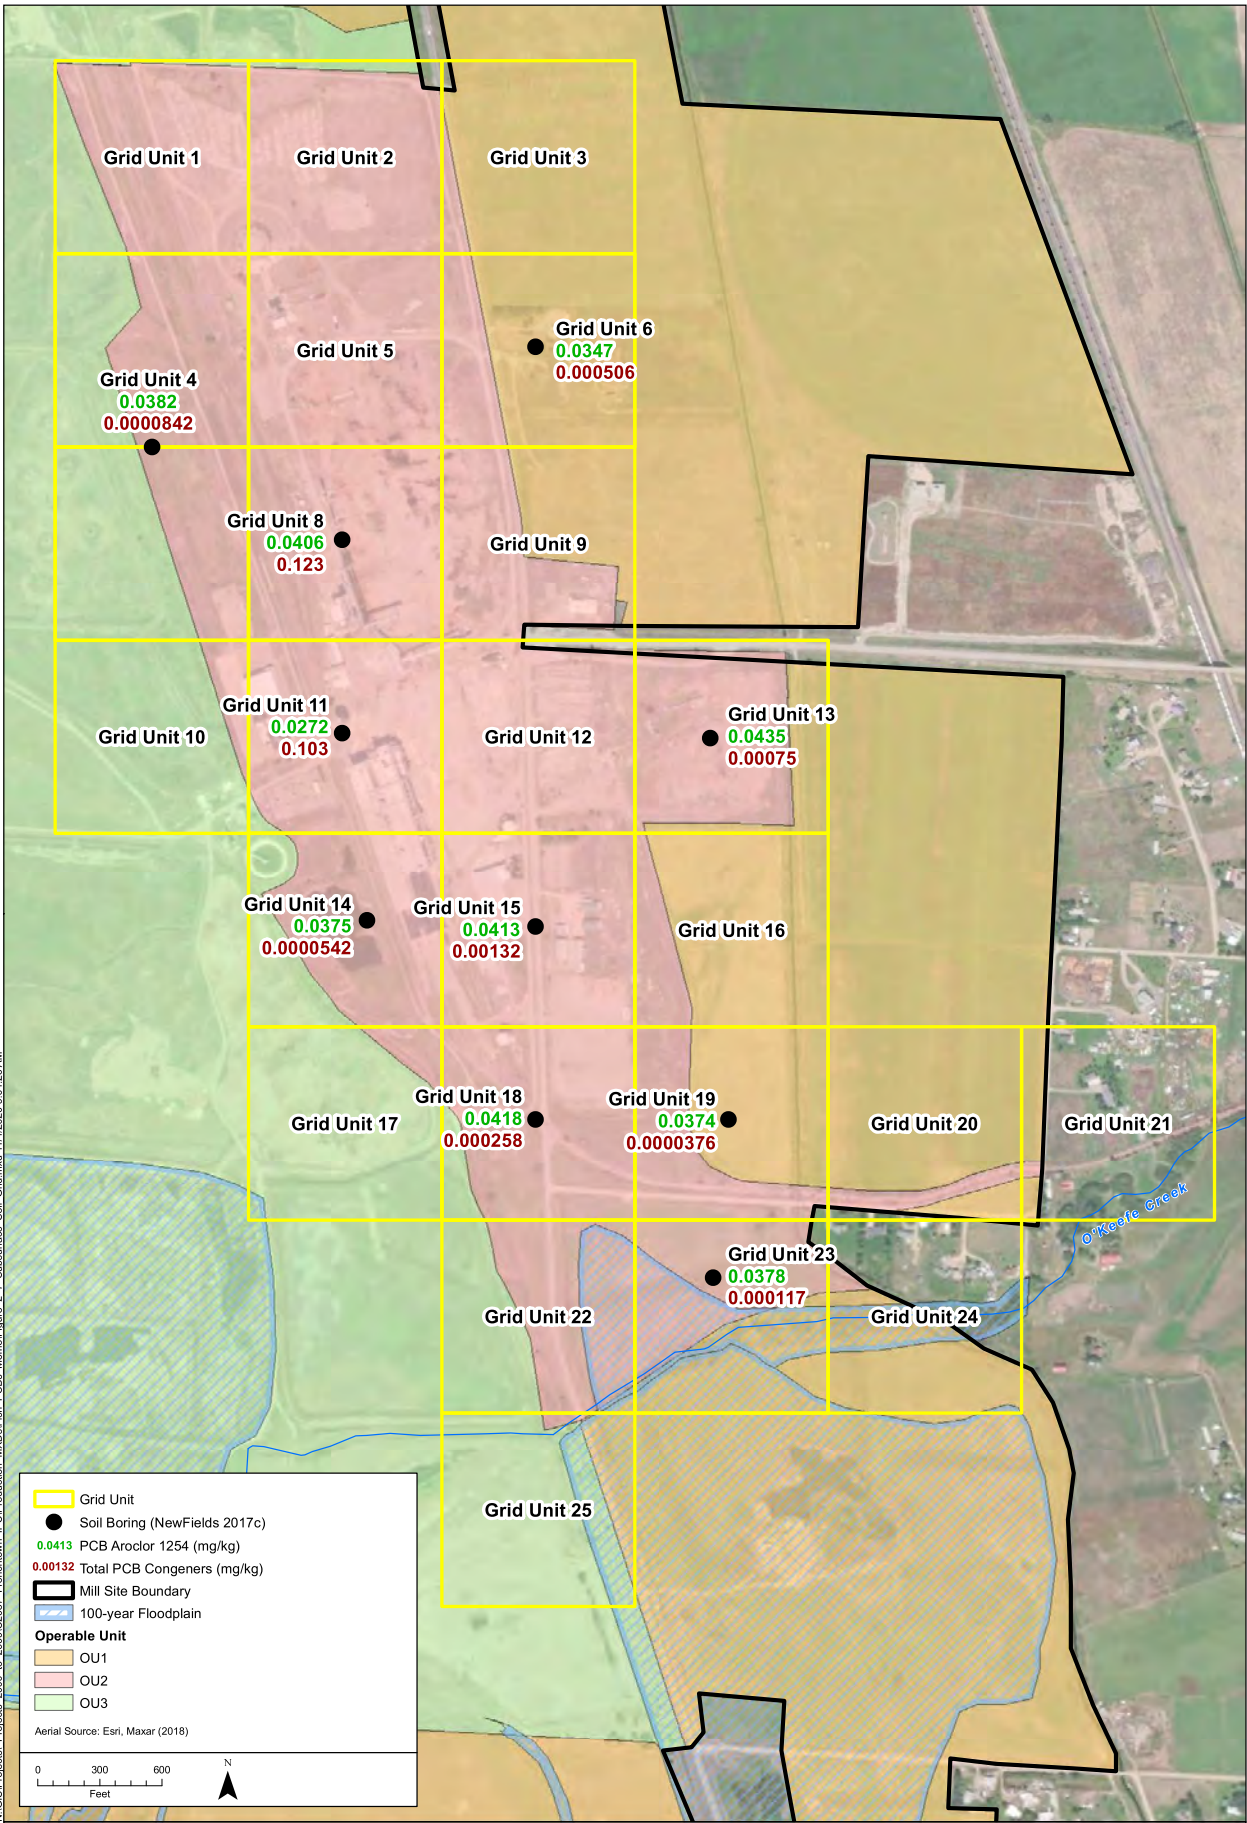 Grid Unit 1
Grid Unit 2
Grid Unit 3
Grid Unit 4
0.0382
0.0000842
Grid Unit 5
Grid Unit 6
0.0347
0.000506
Grid Unit 8
0.0406
0.123
Grid Unit 9
Grid Unit 10
Grid Unit 11
0.0272
0.103
Grid Unit 12
Grid Unit 13
0.0435
0.00075
Grid Unit 14
0.0375
0.0000542
Grid Unit 15
0.0413
0.00132
Grid Unit 16
Grid Unit 17
Grid Unit 18
0.0418
0.000258
Grid Unit 19
0.0374
0.0000376
Grid Unit 20
Grid Unit 21
O'Keefe Creek
Grid Unit 22
Grid Unit 23
0.0378
0.000117
Grid Unit 24
Grid Unit 25
Grid Unit
Soil Boring (NewFields 2017c)
0.0413 PCB Aroclor 1254 (mg/kg)
0.00132 Total PCB Congeners (mg/kg)
Mill Site Boundary
100-year Floodplain
Operable Unit
OU1
OU2
OU3
Aerial Source: Esri, Maxar (2018)
0 300 600
Feet
N